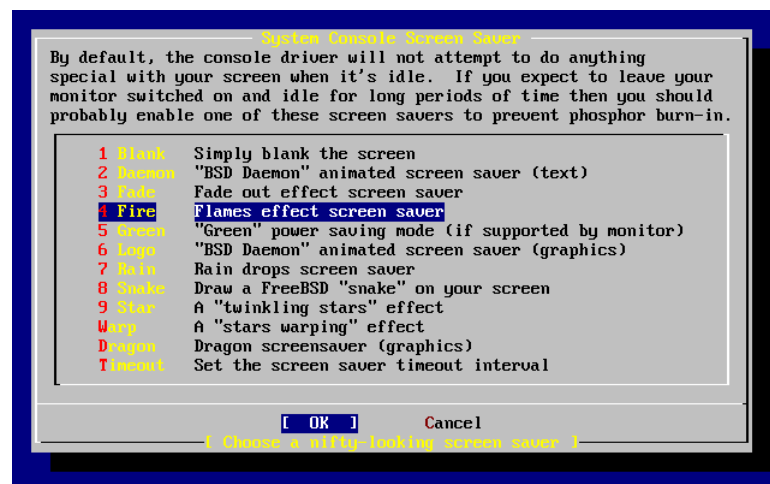 System Console Screen Saver
By default, the console driver will not attempt to do anything
special with your screen when it's idle.  If you expect to leave your
monitor switched on and idle for long periods of time then you should
probably enable one of these screen savers to prevent phosphor burn-in.
1 Blank    Simply blank the screen
2 Daemon   "BSD Daemon" animated screen saver (text)
3 Fade     Fade out effect screen saver
4 Fire     Flames effect screen saver
5 Green    "Green" power saving mode (if supported by monitor)
6 Logo     "BSD Daemon" animated screen saver (graphics)
7 Rain     Rain drops screen saver
8 Snake    Draw a FreeBSD "snake" on your screen
9 Star     A "twinkling stars" effect
Warp       A "stars warping" effect
Dragon     Dragon screensaver (graphics)
Timeout    Set the screen saver timeout interval
[  OK  ]       Cancel
[ Choose a nifty-looking screen saver ]